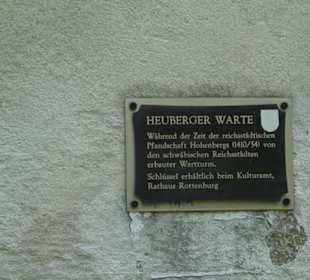 HEUBERGER WARTE
Während der Zeit der reichsstädtischen
Pfandschaft Hohenbergs (1410/54) von
den schwäbischen Reichsstädten
erbauter Wartturm.
Schlüssel erhältlich beim Kulturamt,
Rathaus Rottenburg